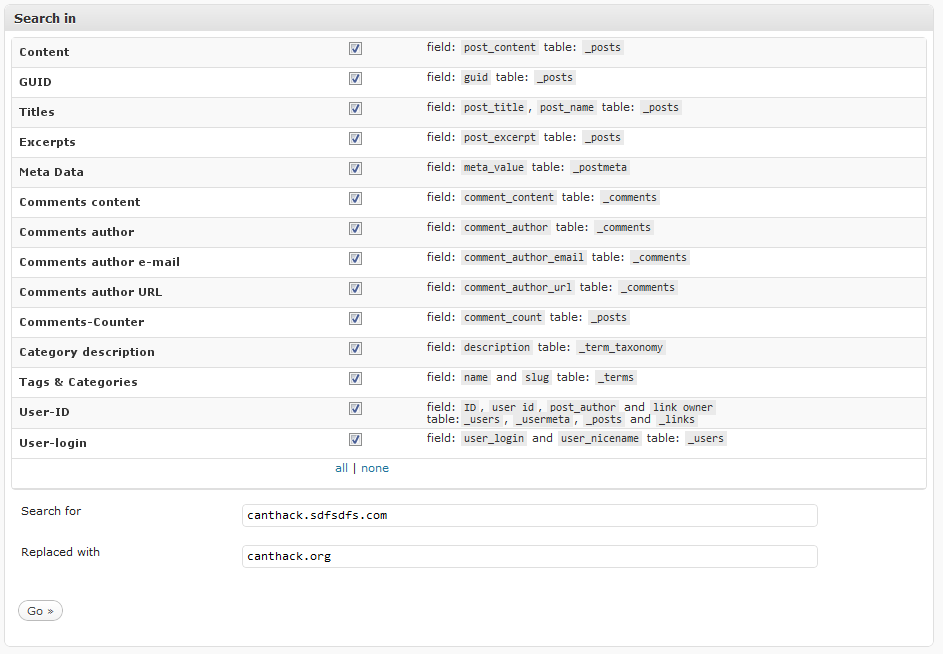 Search in
Content field: post_content table: _posts
GUID field: guid table: _posts
Titles field: post_title , post_name table: _posts
Excerpts field: post_excerpt table: _posts
Meta Data field: meta_value table: _postmeta
Comments content field: comment_content table: _comments
Comments author field: comment_author table: _comments
Comments author e-mail field: comment_author_email table: _comments
Comments author URL field: comment_author_url table: _comments
Comments-Counter field: comment_count table: _posts
Category description field: description table: _term_taxonomy
Tags & Categories field: name and slug table: _terms
User-ID field: ID , user_id , post_author and link_owner
table: _users , _usermeta , _posts and _links
User-login field: user_login and user_nicename table: _users
all | none
Search for canthack.sdfsdfs.com
Replaced with canthack.org
Go »